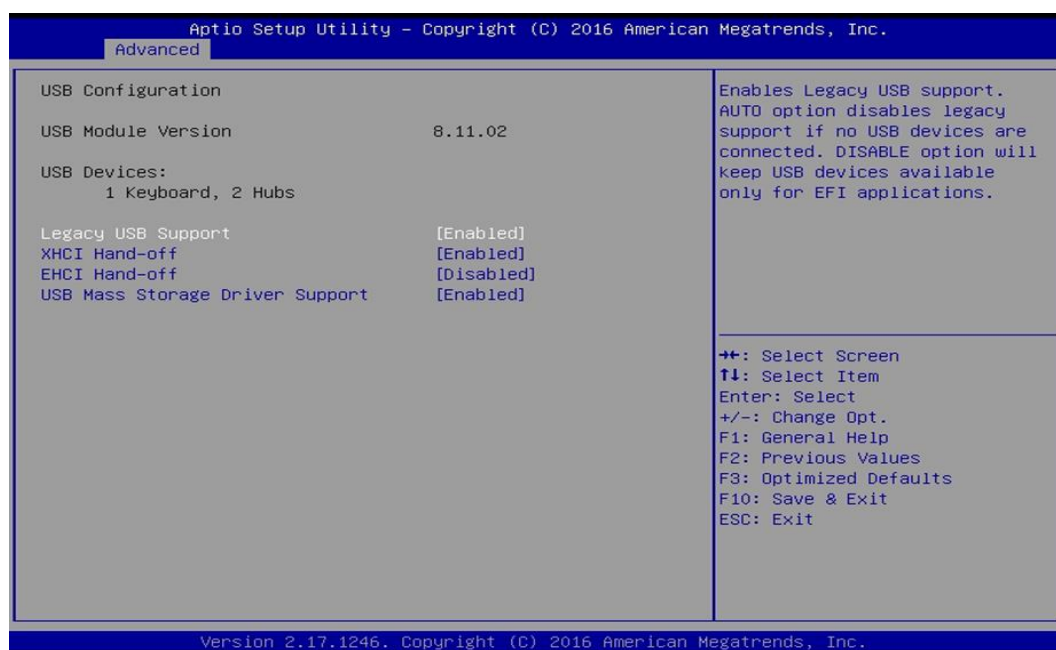 Aptio Setup Utility – Copyright (C) 2016 American Megatrends, Inc.
Advanced
USB Configuration
USB Module Version 8.11.02
USB Devices:
1 Keyboard, 2 Hubs
Legacy USB Support [Enabled]
XHCI Hand-off [Enabled]
EHCI Hand-off [Disabled]
USB Mass Storage Driver Support [Enabled]
Enables Legacy USB support.
AUTO option disables legacy
support if no USB devices are
connected. DISABLE option will
keep USB devices available
only for EFI applications.
→←: Select Screen
↑↓: Select Item
Enter: Select
+/-: Change Opt.
F1: General Help
F2: Previous Values
F3: Optimized Defaults
F10: Save & Exit
ESC: Exit
Version 2.17.1246. Copyright (C) 2016 American Megatrends, Inc.